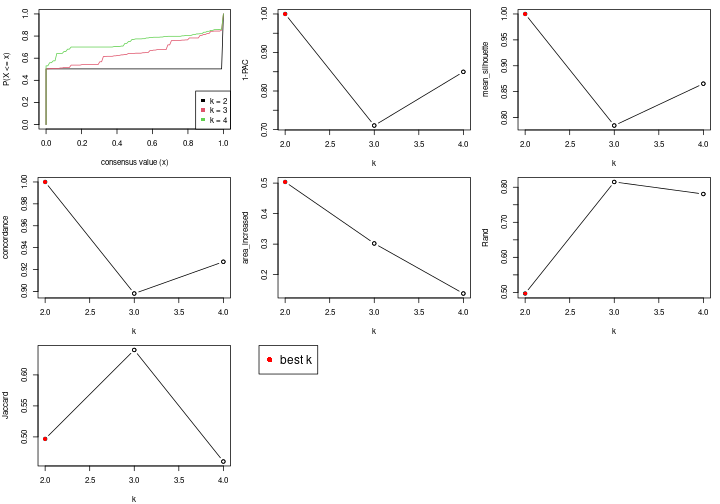 P(X <= x)
1.0
0.8
0.6
0.4
0.2
0.0
k = 2
k = 3
k = 4
0.0 0.2 0.4 0.6 0.8 1.0
consensus value (x)
1-PAC
1.00
0.90
0.80
0.70
2.0 2.5 3.0 3.5 4.0
k
mean_silhouette
1.00
0.95
0.90
0.85
0.80
2.0 2.5 3.0 3.5 4.0
k
concordance
1.00
0.98
0.96
0.94
0.92
0.90
2.0 2.5 3.0 3.5 4.0
k
area_increased
0.5
0.4
0.3
0.2
2.0 2.5 3.0 3.5 4.0
k
Rand
0.80
0.70
0.60
0.50
2.0 2.5 3.0 3.5 4.0
k
Jaccard
0.60
0.55
0.50
2.0 2.5 3.0 3.5 4.0
k
best k